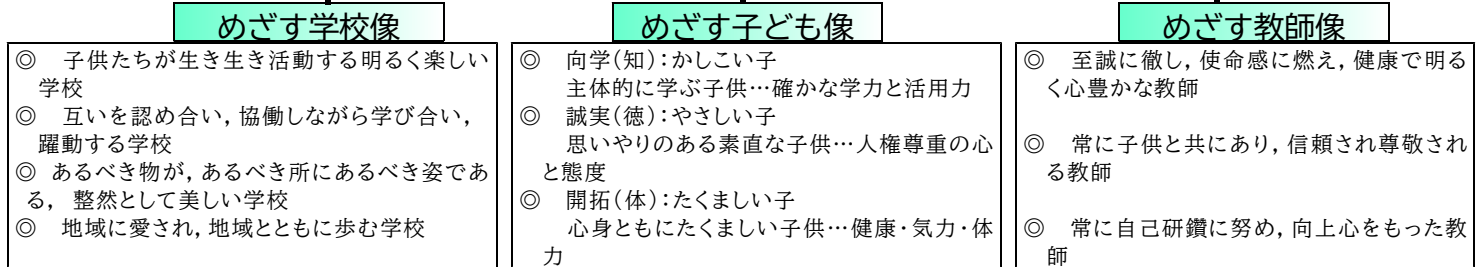 めざす学校像
◎ 子供たちが生き生き活動する明るく楽しい
学校
◎ 互いを認め合い，協働しながら学び合い，
躍動する学校
◎ あるべき物が，あるべき所にあるべき姿であ
る， 整然として美しい学校
◎ 地域に愛され，地域とともに歩む学校
めざす子ども像
◎ 向学（知）：かしこい子
主体的に学ぶ子供…確かな学力と活用力
◎ 誠実（徳）：やさしい子
思いやりのある素直な子供…人権尊重の心
と態度
◎ 開拓（体）：たくましい子
心身ともにたくましい子供…健康・気力・体
力
めざす教師像
◎ 至誠に徹し，使命感に燃え，健康で明る
く心豊かな教師
◎ 常に子供と共にあり，信頼され尊敬され
る教師
◎ 常に自己研鑽に努め，向上心をもった教
師